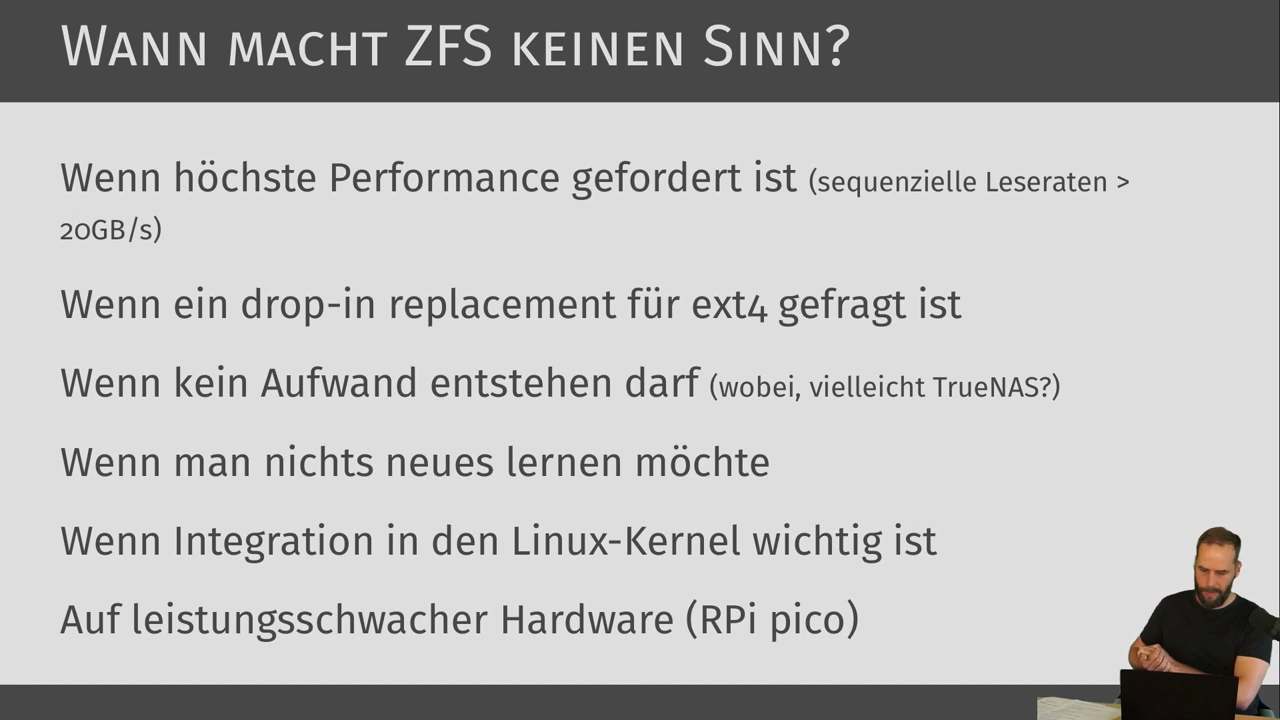 Wann macht ZFS keinen Sinn?
Wenn höchste Performance gefordert ist (sequenzielle Leseraten >
20GB/s)
Wenn ein drop-in replacement für ext4 gefragt ist
Wenn kein Aufwand entstehen darf (wobei, vielleicht TrueNAS?)
Wenn man nichts neues lernen möchte
Wenn Integration in den Linux-Kernel wichtig ist
Auf leistungsschwacher Hardware (RPi pico)